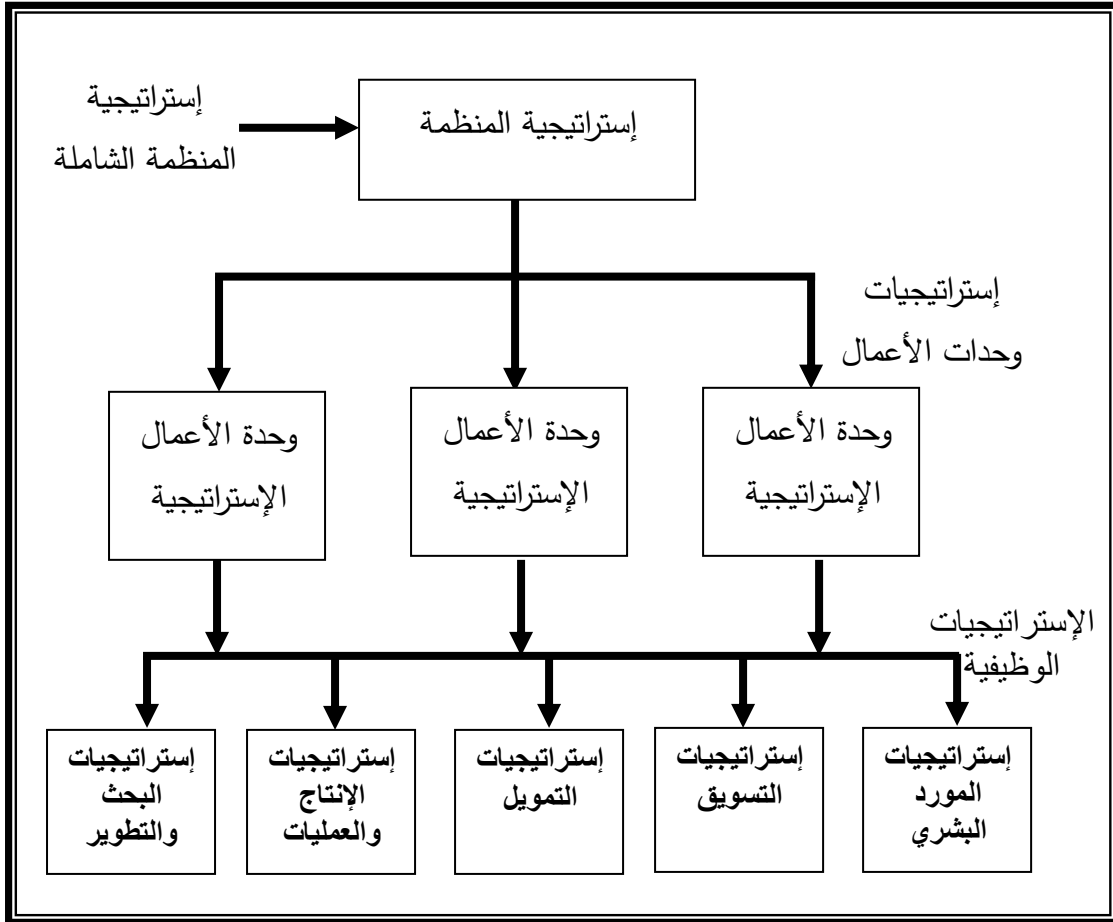 إستراتيجية
المنظمة الشاملة
إستراتيجية المنظمة
إستراتيجيات
وحدات الأعمال
وحدة الأعمال
الإستراتيجية
وحدة الأعمال
الإستراتيجية
وحدة الأعمال
الإستراتيجية
الإستراتيجيات
الوظيفية
إستراتيجيات
المورد
البشري
إستراتيجيات
التسويق
إستراتيجيات
التمويل
إستراتيجيات
الإنتاج
والعمليات
إستراتيجيات
البحث
والتطوير